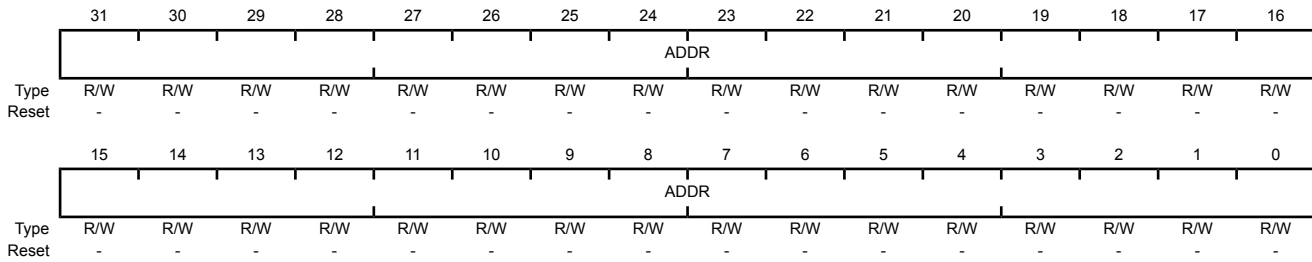 31 30 29 28 27 26 25 24 23 22 21 20 19 18 17 16
ADDR
Type R/W R/W R/W R/W R/W R/W R/W R/W R/W R/W R/W R/W R/W R/W R/W R/W
Reset - - - - - - - - - - - - - - - -
15 14 13 12 11 10 9 8 7 6 5 4 3 2 1 0
ADDR
Type R/W R/W R/W R/W R/W R/W R/W R/W R/W R/W R/W R/W R/W R/W R/W R/W
Reset - - - - - - - - - - - - - - - -